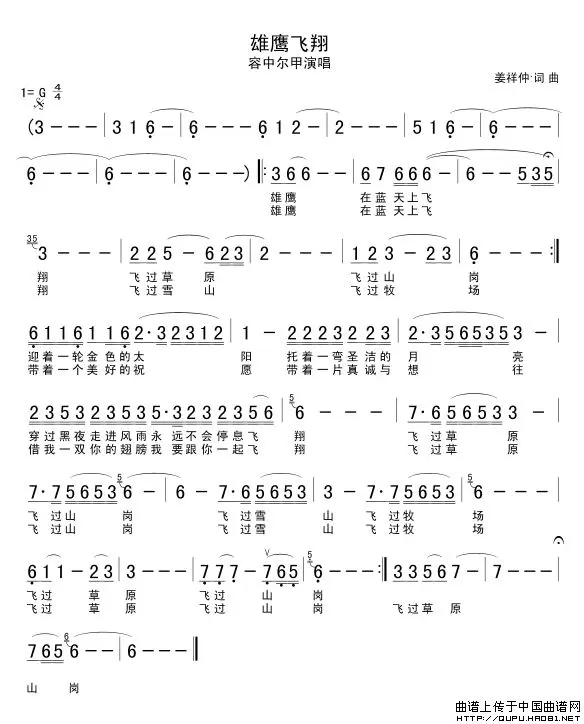 雄鹰飞翔
容中尔甲演唱
1= G 4/4
姜祥仲·词 曲
(3 - - - | 3 1 6 - | 6 - - - | 6 1 2 - | 2 - - - | 5 1 6 - | 6 - - -
6 - - - | 6 - - - | 6 - - - ) ‖: 3 6 6 - - | 6 7 6 6 6 6 - | 6 - - 5 3 5
雄鹰 在蓝 天上飞
雄鹰 在蓝 天上飞
35 3 - - - | 2 2 5 - 6 2 3 | 2 - - - | 1 2 3 - 2 3 | 6 - - - :‖
翔 飞过草 原 飞过山 岗
翔 飞过雪 山 飞过牧 场
6 1 1 6 1 1 6 2·3 2 3 1 2 | 1 - 2 2 2 3 2 2 2 3 | 2·3 5 6 5 3 5 5 -
迎着一轮金色的太 阳 托着一弯圣洁的 月 亮
带着一个美好的祝 愿 带着一片真诚与 想 往
2 3 5 3 2 3 5 3 5·3 2 2 3 2 3 5 6 | 5 6 - - - | 7·6 5 6 5 3 3 -
穿过黑夜走进风雨永 远不会停息飞 翔 飞 过草 原
借我一双你的翅膀我 要跟你一起飞 翔 飞 过草 原
7·7 5 6 5 3 5 6 - | 6 - 7·6 5 6 5 3 | 3 - 7·7 5 6 5 3 | 5 6 - - -
飞 过山 岗 飞 过雪 山 飞过牧 场
飞 过山 岗 飞 过雪 山 飞过牧 场
6 1 1 - 2 3 | 3 - - - | 7 7 7 - 7 6 5 | 5 6 - - - :‖ 3 3 5 6 7 - | 7 - - -
飞过 草 原 飞过 山 岗
飞过 草 原 飞过 山 岗 飞过草 原
7 6 5 6 6 - - | 6 - - ‖
山 岗
曲谱上传于中国曲谱网
HTTP://QUPU.HAO81.NET